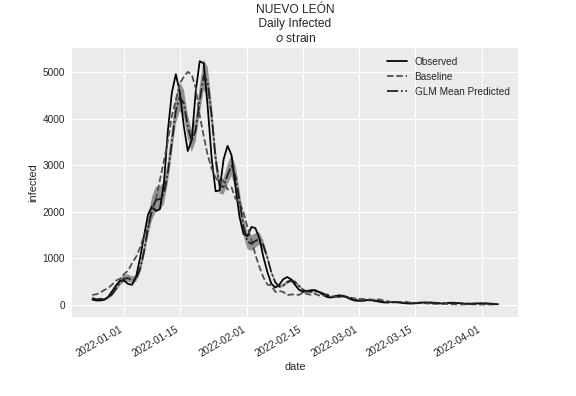 NUEVO LEÓN
Daily Infected
o strain
Observed
Baseline
GLM Mean Predicted
5000
4000
3000
2000
1000
0
infected
2022-01-01
2022-01-15
2022-02-01
2022-02-15
2022-03-01
2022-03-15
2022-04-01
date